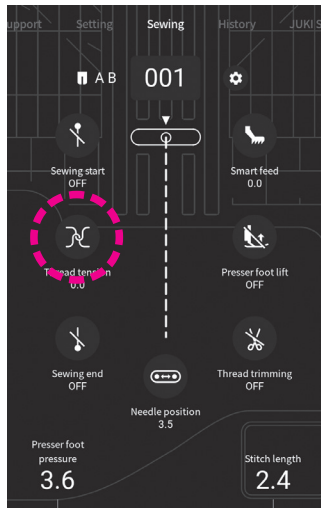 upport Setting Sewing History JUKI S
A B 001
Sewing start
OFF
Smart feed
0.0
Thread tension
0.0
Presser foot lift
OFF
Sewing end
OFF
Thread trimming
OFF
Needle position
3.5
Presser foot
pressure
3.6
Stitch length
2.4